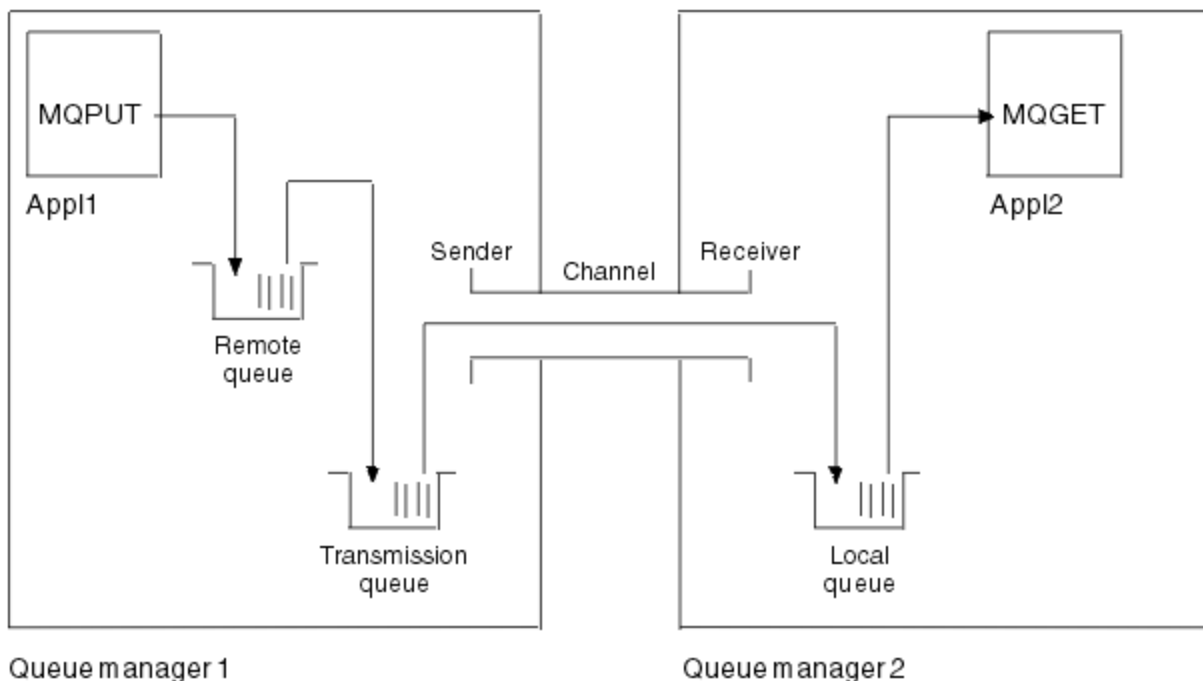 MQPUT
Appl1
MQGET
Appl2
Sender
Channel
Receiver
Remote
queue
Transmission
queue
Local
queue
Queue manager 1
Queue manager 2